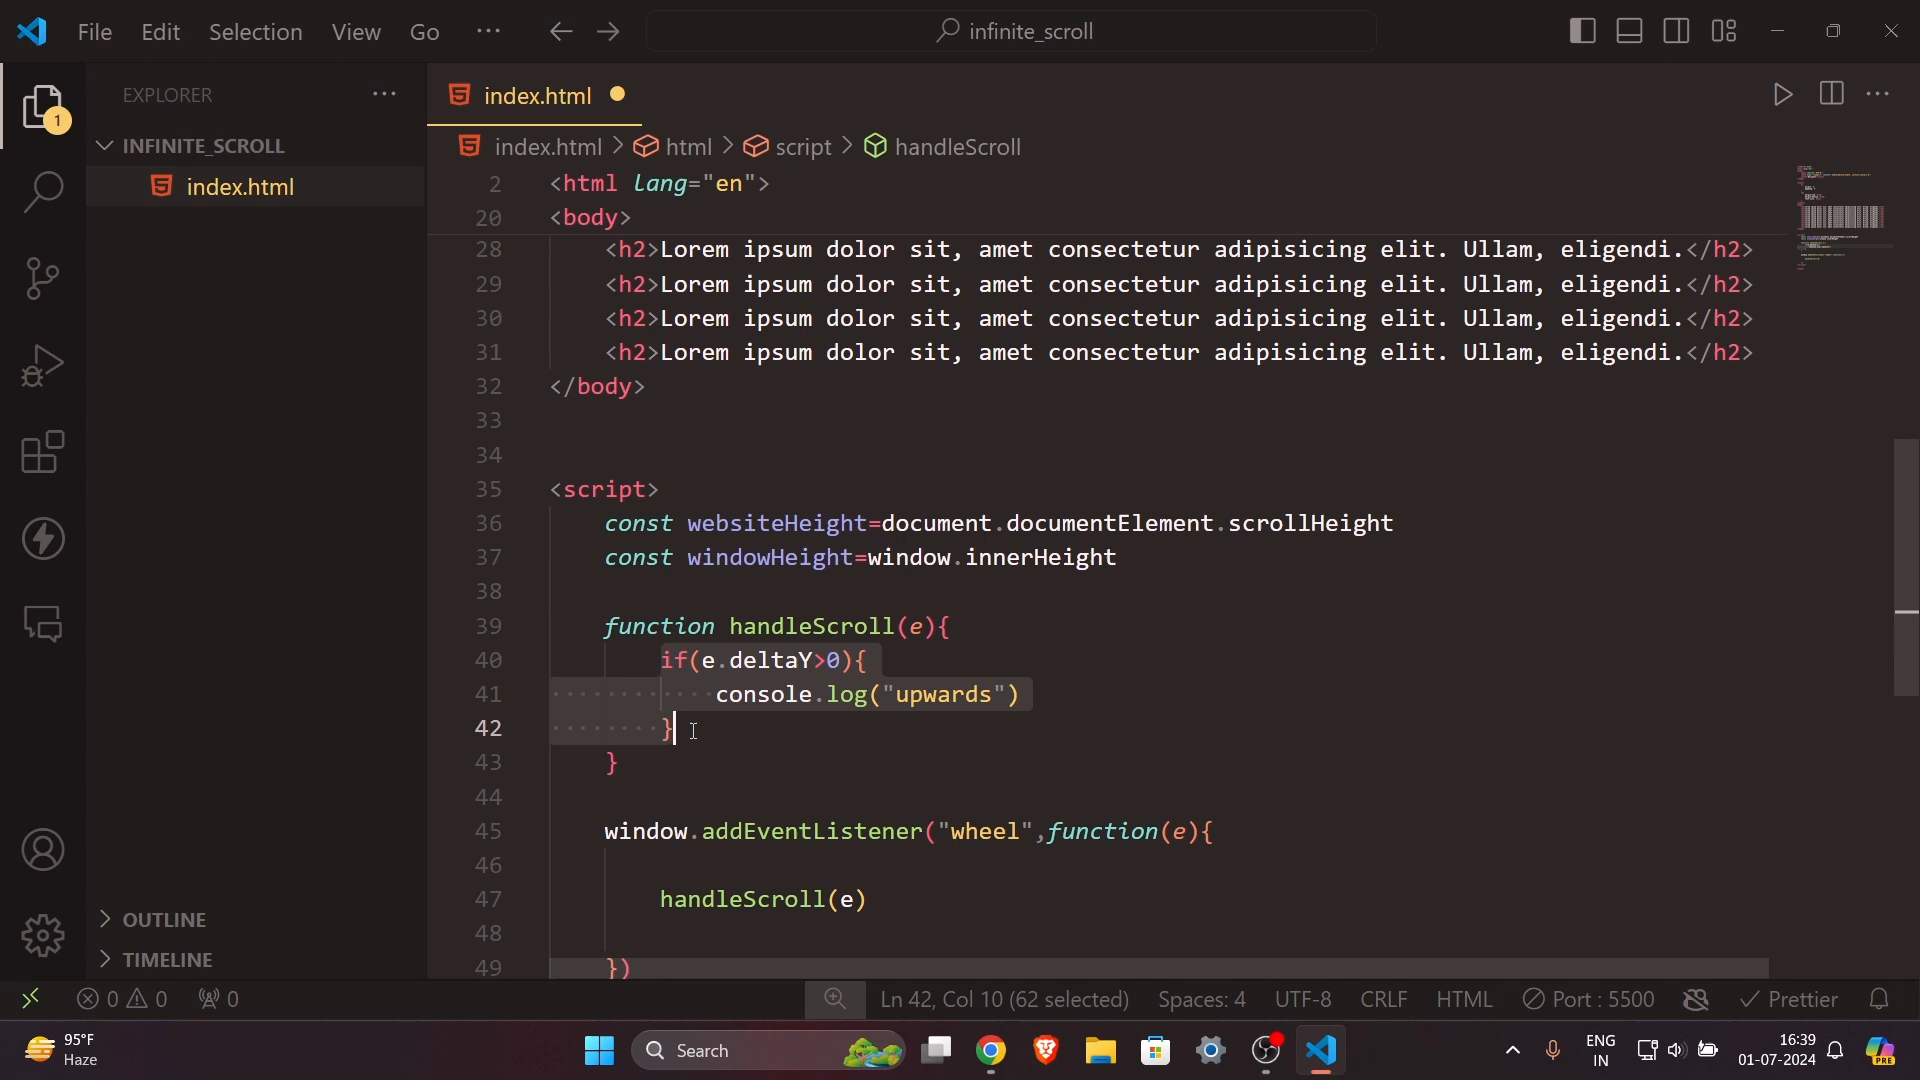 File Edit Selection View Go ··· infinite_scroll
EXPLORER ···
1
INFINITE_SCROLL
index.html
OUTLINE
TIMELINE
index.html
index.html > html > script > handleScroll
2 <html lang="en">
20 <body>
28 <h2>Lorem ipsum dolor sit, amet consectetur adipisicing elit. Ullam, eligendi.</h2>
29 <h2>Lorem ipsum dolor sit, amet consectetur adipisicing elit. Ullam, eligendi.</h2>
30 <h2>Lorem ipsum dolor sit, amet consectetur adipisicing elit. Ullam, eligendi.</h2>
31 <h2>Lorem ipsum dolor sit, amet consectetur adipisicing elit. Ullam, eligendi.</h2>
32 </body>
33
34
35 <script>
36 const websiteHeight=document.documentElement.scrollHeight
37 const windowHeight=window.innerHeight
38
39 function handleScroll(e){
40 if(e.deltaY>0){
41 console.log("upwards")
42 }
43 }
44
45 window.addEventListener("wheel",function(e){
46
47 handleScroll(e)
48
49 })
0 0 0 Ln 42, Col 10 (62 selected) Spaces: 4 UTF-8 CRLF HTML Port : 5500 Prettier
95°F
Haze
Search
ENG
IN
16:39
01-07-2024
PRE